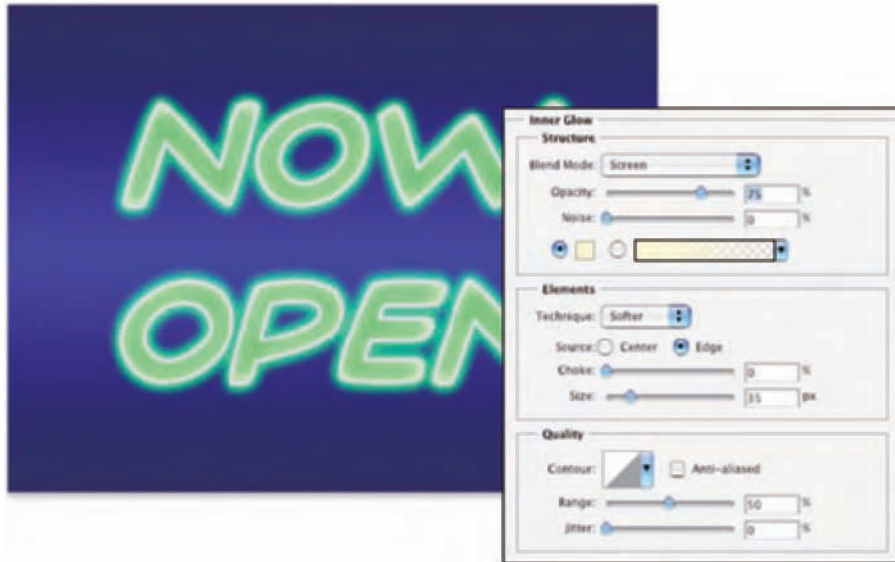 NOW
OPEN
Inner Glow
Structure
Blend Mode: Screen
Opacity: 75 %
Noise: 0 %
Elements
Technique: Softer
Source: Center Edge
Choke: 0 %
Size: 35 px
Quality
Contour: Anti-aliased
Range: 50 %
Jitter: 0 %